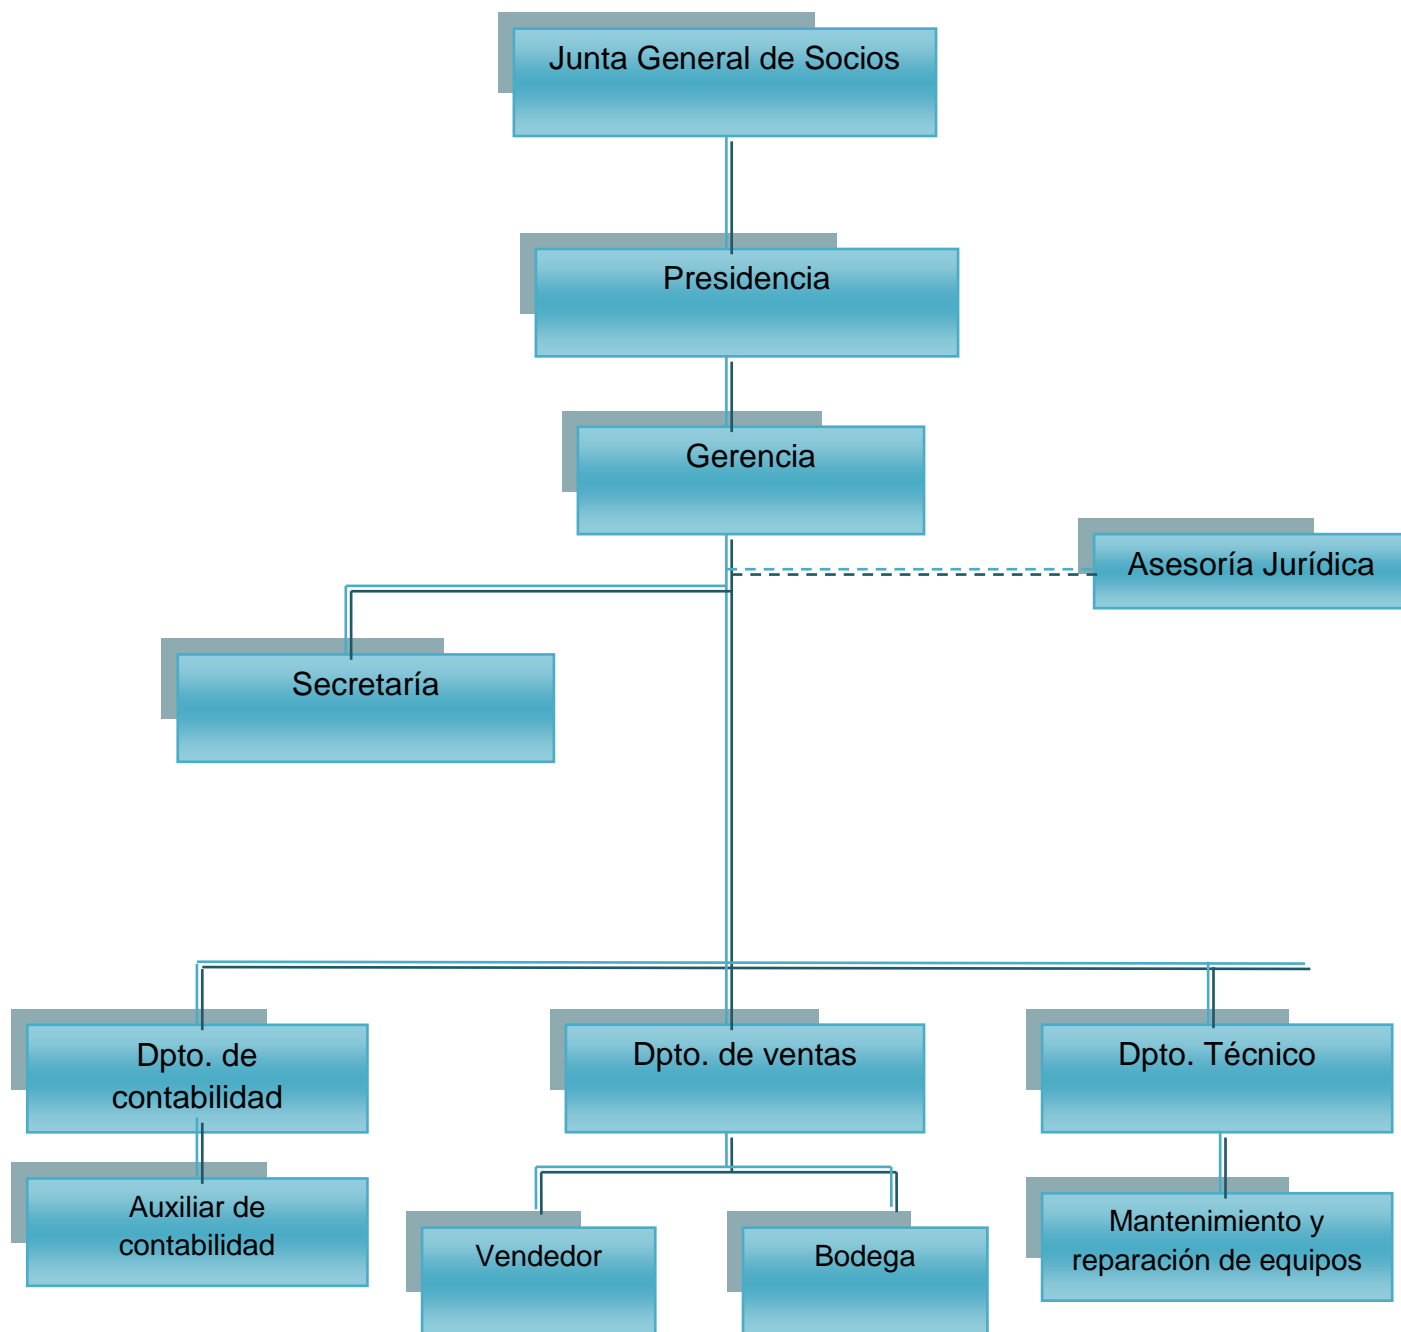 Junta General de Socios
Presidencia
Gerencia
Asesoría Jurídica
Secretaría
Dpto. de
contabilidad
Dpto. de ventas
Dpto. Técnico
Auxiliar de
contabilidad
Vendedor
Bodega
Mantenimiento y
reparación de equipos